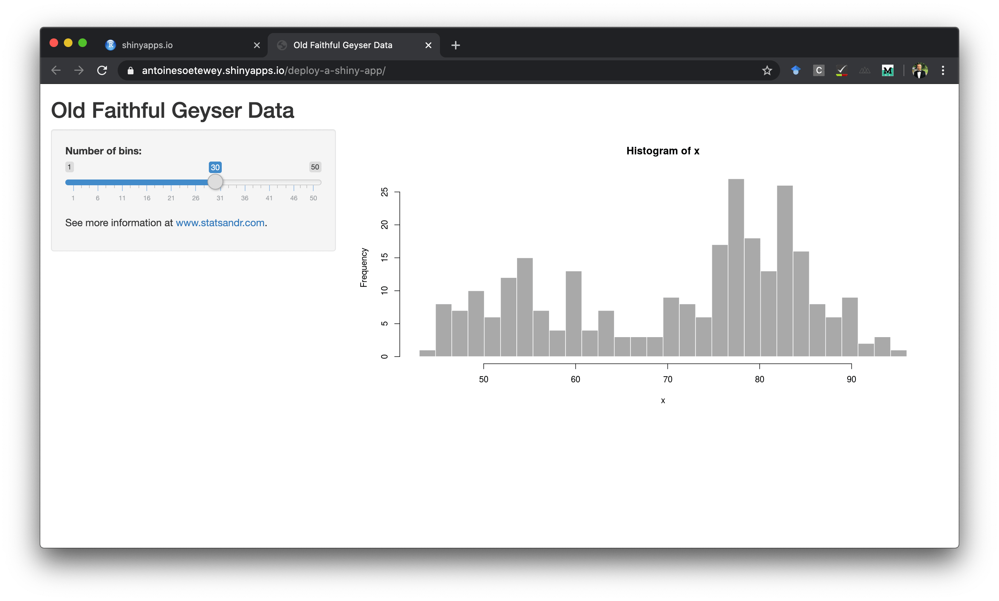 shinyapps.io
Old Faithful Geyser Data
antoinesoetewey.shinyapps.io/deploy-a-shiny-app/
C
M
Old Faithful Geyser Data
Number of bins:
1 30 50
1 6 11 16 21 26 31 36 41 46 50
See more information at www.statsandr.com.
Histogram of x
Frequency
25
20
15
10
5
0
50 60 70 80 90
x